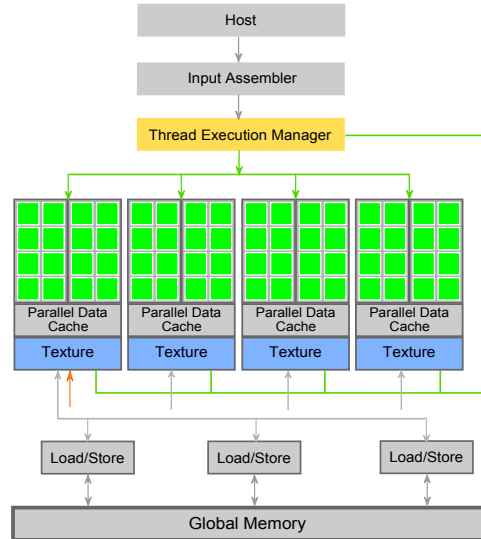 Host
Input Assembler
Thread Execution Manager
Parallel Data
Cache
Parallel Data
Cache
Parallel Data
Cache
Parallel Data
Cache
Texture
Texture
Texture
Texture
Load/Store
Load/Store
Load/Store
Global Memory